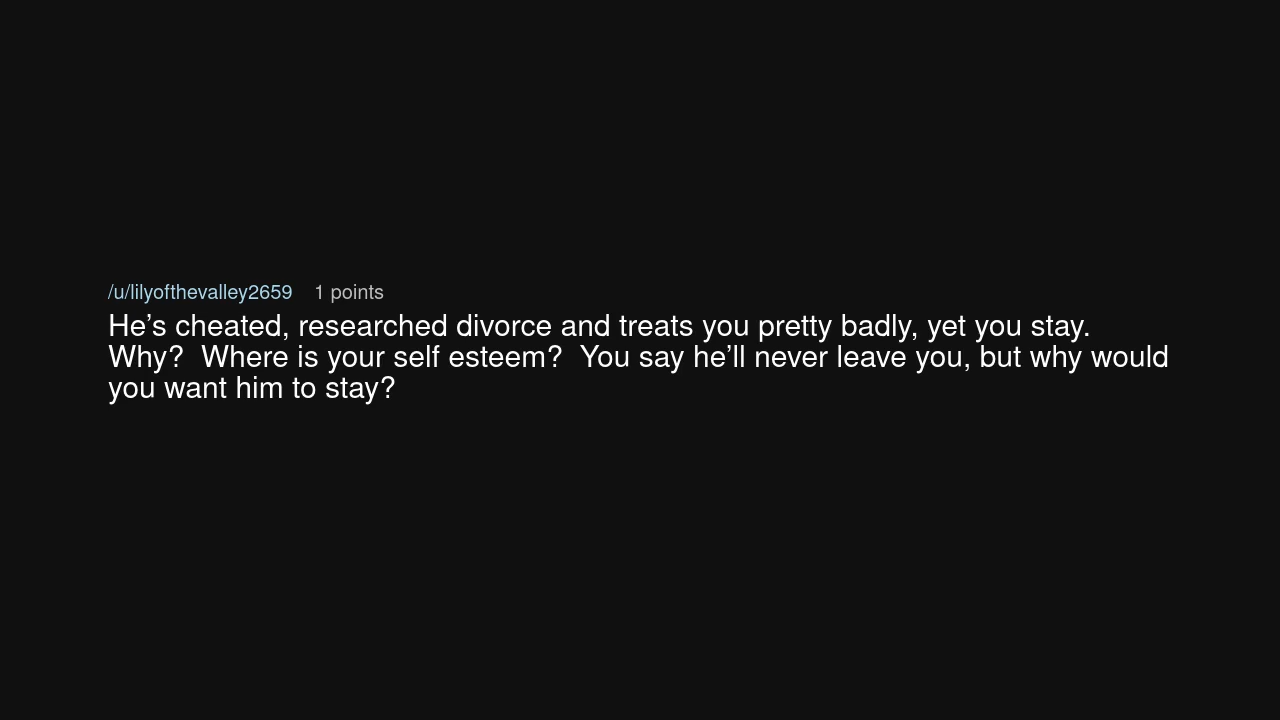 /u/lilyofthevalley2659 1 points
He’s cheated, researched divorce and treats you pretty badly, yet you stay.
Why?  Where is your self esteem?  You say he’ll never leave you, but why would
you want him to stay?